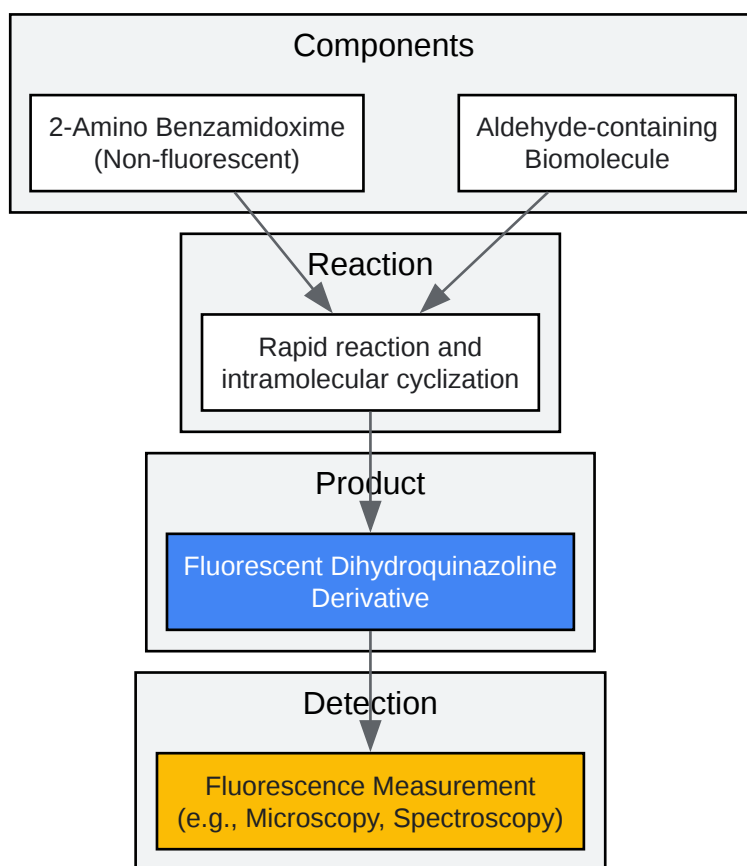 Components
2-Amino Benzamidoxime
(Non-fluorescent)
Aldehyde-containing
Biomolecule
Reaction
Rapid reaction and
intramolecular cyclization
Product
Fluorescent Dihydroquinazoline
Derivative
Detection
Fluorescence Measurement
(e.g., Microscopy, Spectroscopy)